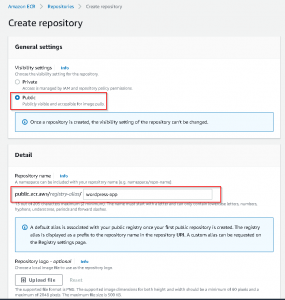 Amazon ECR > Repositories > Create repository
Create repository
General settings
Visibility settings Info
Choose the visibility setting for the repository.
Private
Access is managed by IAM and repository policy permissions.
Public
Publicly visible and accessible for image pulls.
Once a repository is created, the visibility setting of the repository can't be changed.
Detail
Repository name Info
A namespace can be included with your repository name (e.g. namespace/repo-name).
public.ecr.aws/registry-alias/ wordpress-app
A default alias is associated with your public registry once your first public repository is created. The registry
alias is displayed as a prefix to the repository name in the repository URI. A custom alias can be requested on
the Registry settings page.
Repository logo - optional
Choose a local image file to use as the repository logo.
Upload file Reset